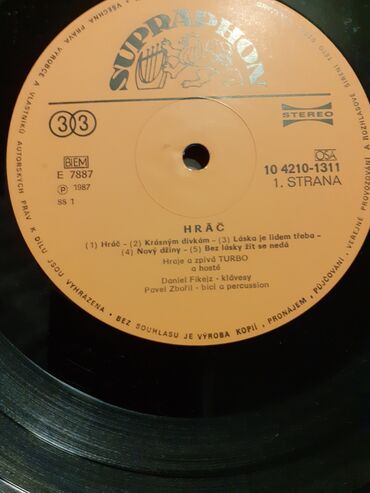 SUPRAPHON
33
STEREO
BIEM
OSA
E 7887
Ⓟ 1987
SS 1
10 4210-1311
1. STRANA
HRÁČ
(1) Hráč - (2) Krásným dívkám - (3) Láska je lidem třeba -
(4) Nový džíny - (5) Bez lásky žít se nedá
Hraje a zpívá TURBO
a hosté
Daniel Fikejz - klávesy
Pavel Zbořil - bicí a percussion
VŠECHNA PRÁVA VÝROBCE A VLASTNÍKŮ AUTORSKÝCH PRÁV K DÍLU JSOU VYHRAZENA • BEZ SOUHLASU JE VÝROBA KOPIÍ, PRONÁJEM, PŮJČOVÁNÍ, VEŘEJNÉ PROVOZOVÁNÍ A ROZHLASOVÉ ŠÍŘENÍ